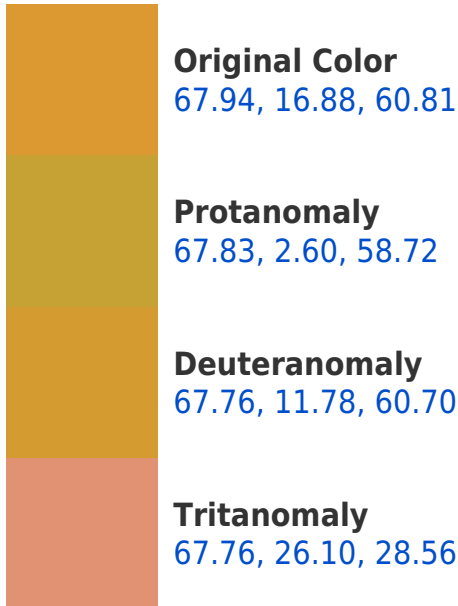 Original Color
67.94, 16.88, 60.81
Protanomaly
67.83, 2.60, 58.72
Deuteranomaly
67.76, 11.78, 60.70
Tritanomaly
67.76, 26.10, 28.56